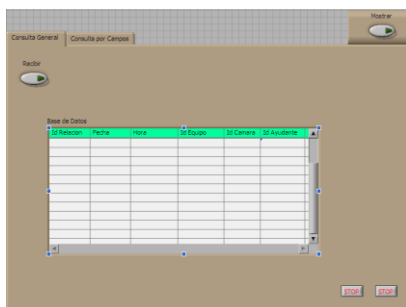 Mostrar
Consulta General
Consulta por Campos
Recibir
Base de Datos
Id Relacion Fecha Hora Id Equipo Id Camara Id Ayudante
STOP STOP